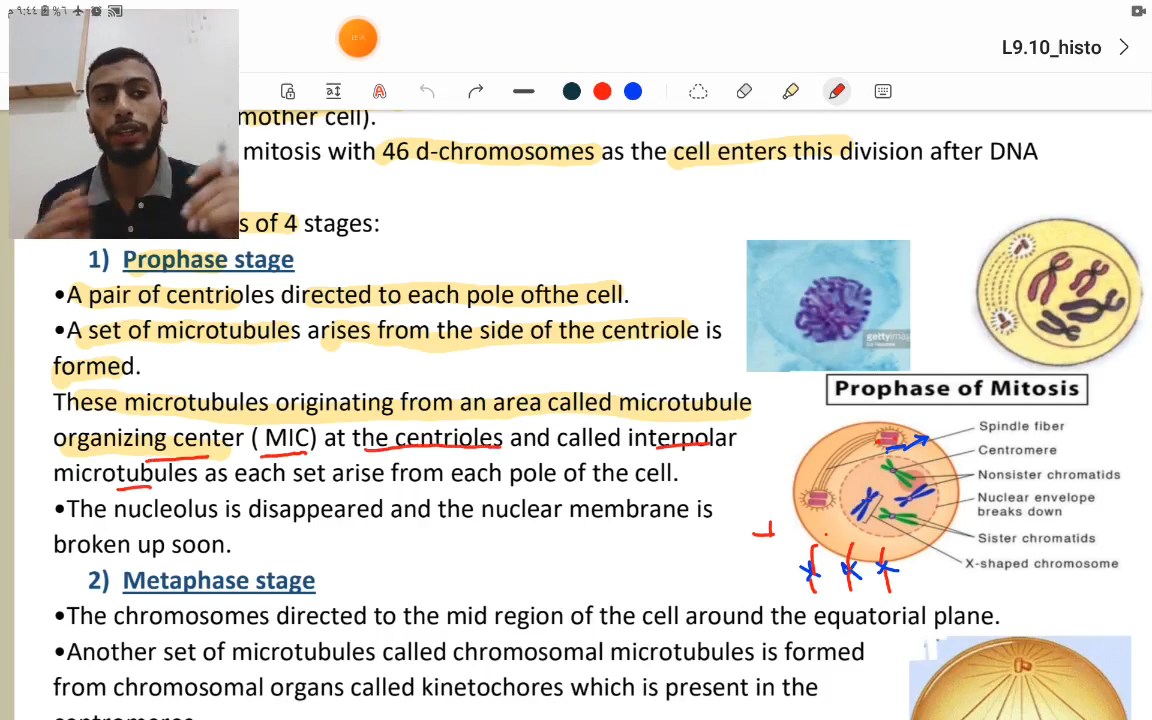 م ٩:٤٤ %٦
L9.10_histo
mother cell).
mitosis with 46 d-chromosomes as the cell enters this division after DNA
s of 4 stages:
1) Prophase stage
•A pair of centrioles directed to each pole ofthe cell.
•A set of microtubules arises from the side of the centriole is
formed.
These microtubules originating from an area called microtubule
organizing center ( MIC) at the centrioles and called interpolar
microtubules as each set arise from each pole of the cell.
•The nucleolus is disappeared and the nuclear membrane is
broken up soon.
gettyimag
Prophase of Mitosis
Spindle fiber
Centromere
Nonsister chromatids
Nuclear envelope
breaks down
Sister chromatids
X-shaped chromosome
2) Metaphase stage
•The chromosomes directed to the mid region of the cell around the equatorial plane.
•Another set of microtubules called chromosomal microtubules is formed
from chromosomal organs called kinetochores which is present in the